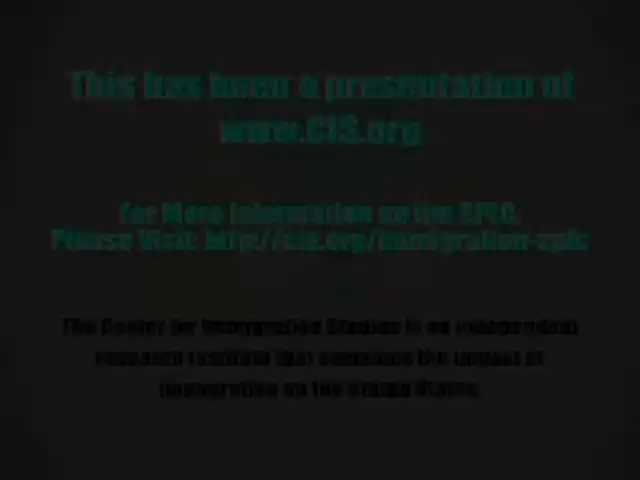 This has been a presentation of
www.CIS.org
For More Information on the SPLC,
Please Visit: http://cis.org/immigration-splc
The Center for Immigration Studies is an independent
research institute that examines the impact of
immigration on the United States.